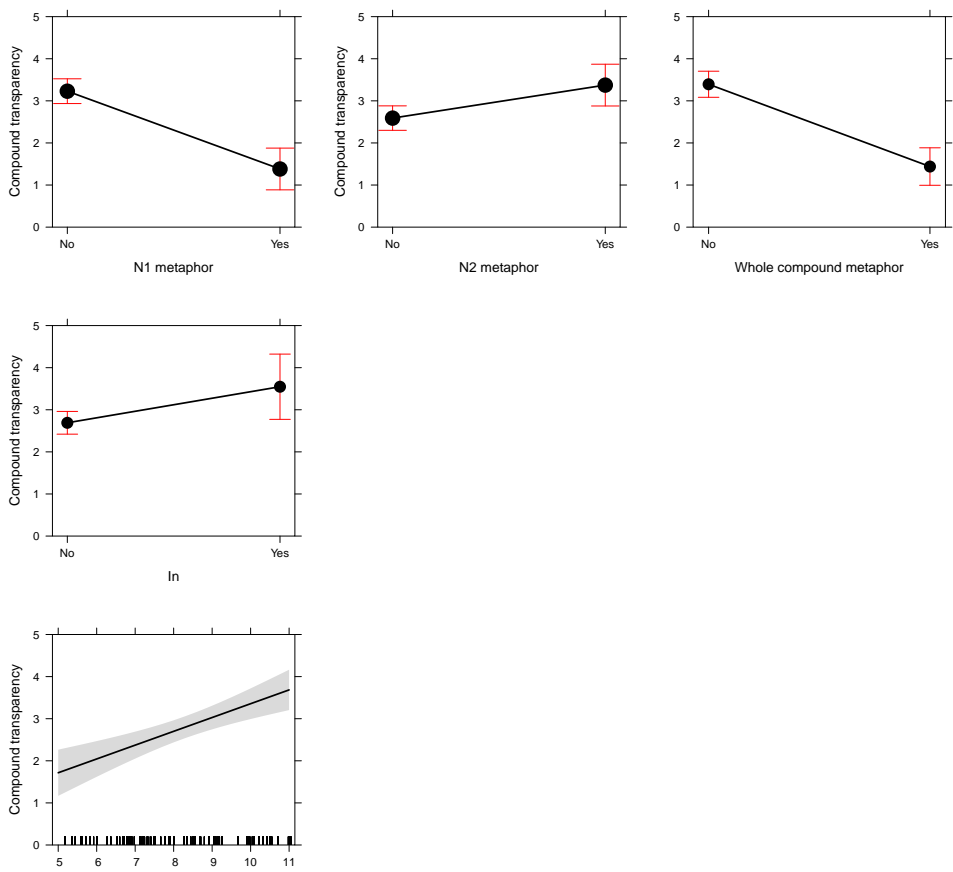 Compound transparency
5
4
3
2
1
0
No Yes
N1 metaphor
Compound transparency
5
4
3
2
1
0
No Yes
N2 metaphor
Compound transparency
5
4
3
2
1
0
No Yes
Whole compound metaphor
Compound transparency
5
4
3
2
1
0
No Yes
In
Compound transparency
5
4
3
2
1
0
5 6 7 8 9 10 11